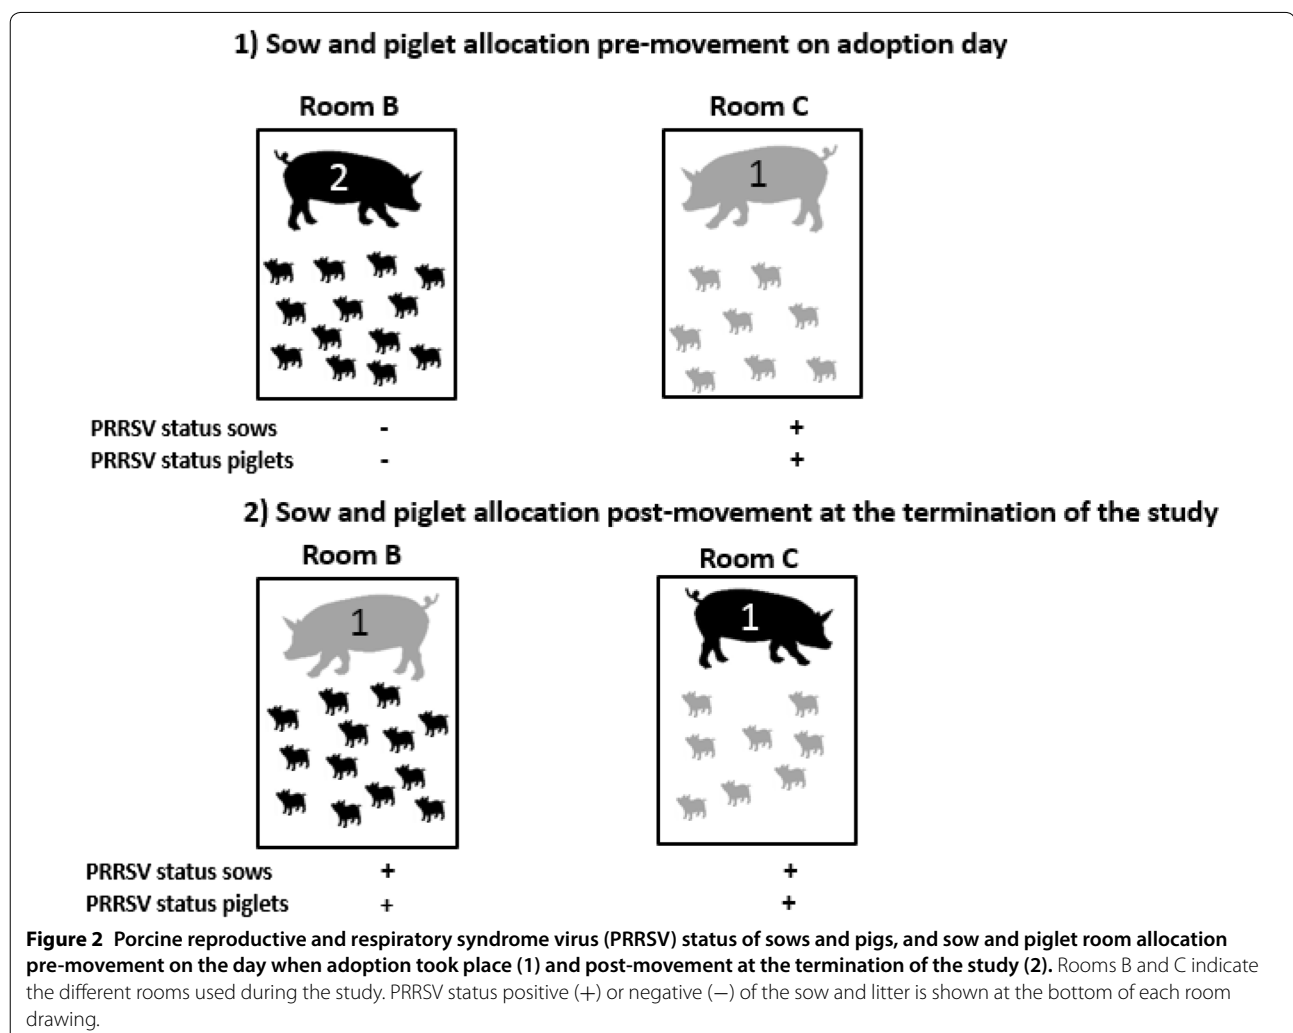 1) Sow and piglet allocation pre-movement on adoption day
Room B Room C
2 1
PRRSV status sows - +
PRRSV status piglets - +
2) Sow and piglet allocation post-movement at the termination of the study
Room B Room C
1 1
PRRSV status sows + +
PRRSV status piglets + +
Figure 2 Porcine reproductive and respiratory syndrome virus (PRRSV) status of sows and pigs, and sow and piglet room allocation
pre-movement on the day when adoption took place (1) and post-movement at the termination of the study (2). Rooms B and C indicate
the different rooms used during the study. PRRSV status positive (+) or negative (−) of the sow and litter is shown at the bottom of each room
drawing.